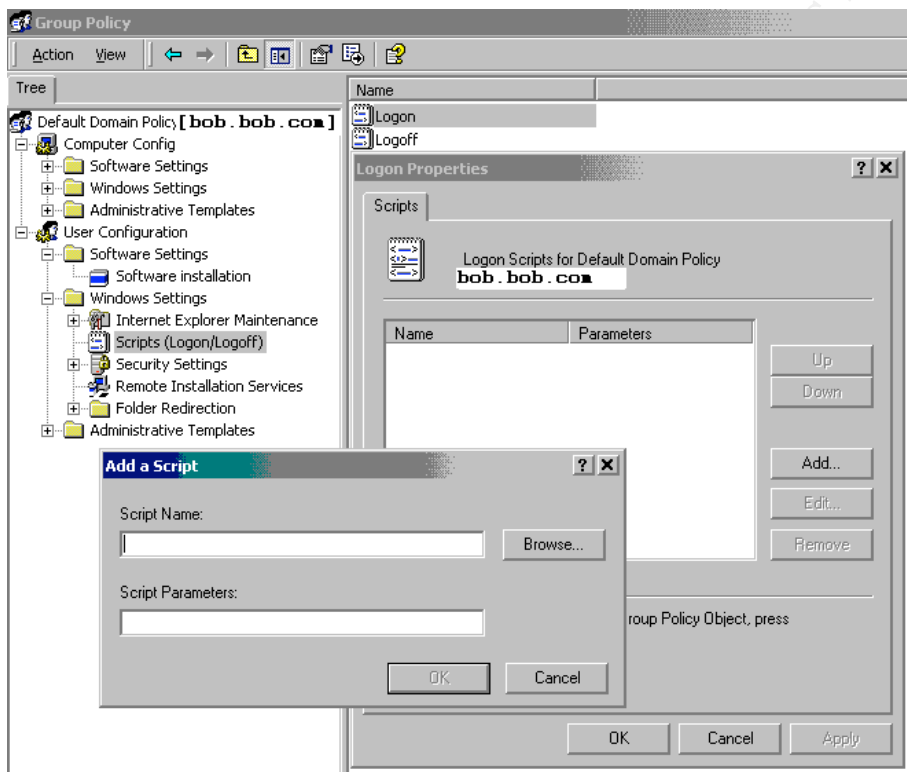 Group Policy
Action View
Tree
Name
Default Domain Policy [bob.bob.com]
Computer Config
Software Settings
Windows Settings
Administrative Templates
User Configuration
Software Settings
Software installation
Windows Settings
Internet Explorer Maintenance
Scripts (Logon/Logoff)
Security Settings
Remote Installation Services
Folder Redirection
Administrative Templates
Logon
Logoff
Logon Properties
Scripts
Logon Scripts for Default Domain Policy
bob.bob.com
Name Parameters
Up
Down
Add...
Edit...
Remove
roup Policy Object, press
OK Cancel Apply
Add a Script
Script Name:
Browse...
Script Parameters:
OK Cancel